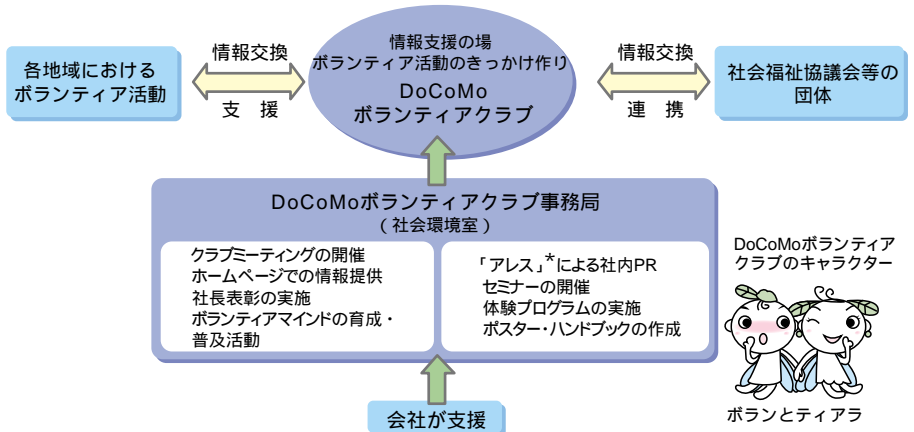 各地域における
ボランティア活動
情報交換
支 援
情報支援の場
ボランティア活動のきっかけ作り
DoCoMo
ボランティアクラブ
情報交換
連 携
社会福祉協議会等の
団体
DoCoMoボランティアクラブ事務局
(社会環境室)
クラブミーティングの開催
ホームページでの情報提供
社長表彰の実施
ボランティアマインドの育成・
普及活動
「アレス」*による社内PR
セミナーの開催
体験プログラムの実施
ポスター・ハンドブックの作成
会社が支援
DoCoMoボランティア
クラブのキャラクター
ボランとティアラ